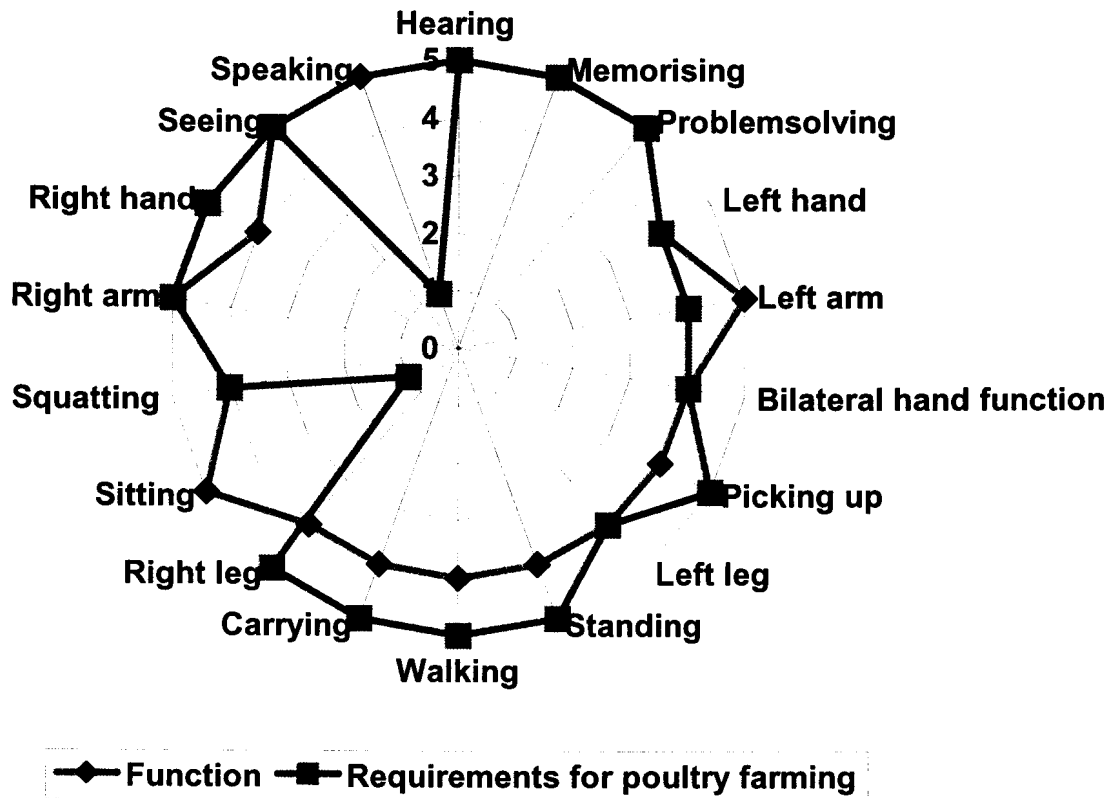 Hearing
Speaking
5
Memorising
Seeing
4
Problemsolving
3
Right hand
Left hand
2
Right arm
Left arm
0
Squatting
Bilateral hand function
Sitting
Picking up
Right leg
Left leg
Carrying
Standing
Walking
Function
Requirements for poultry farming